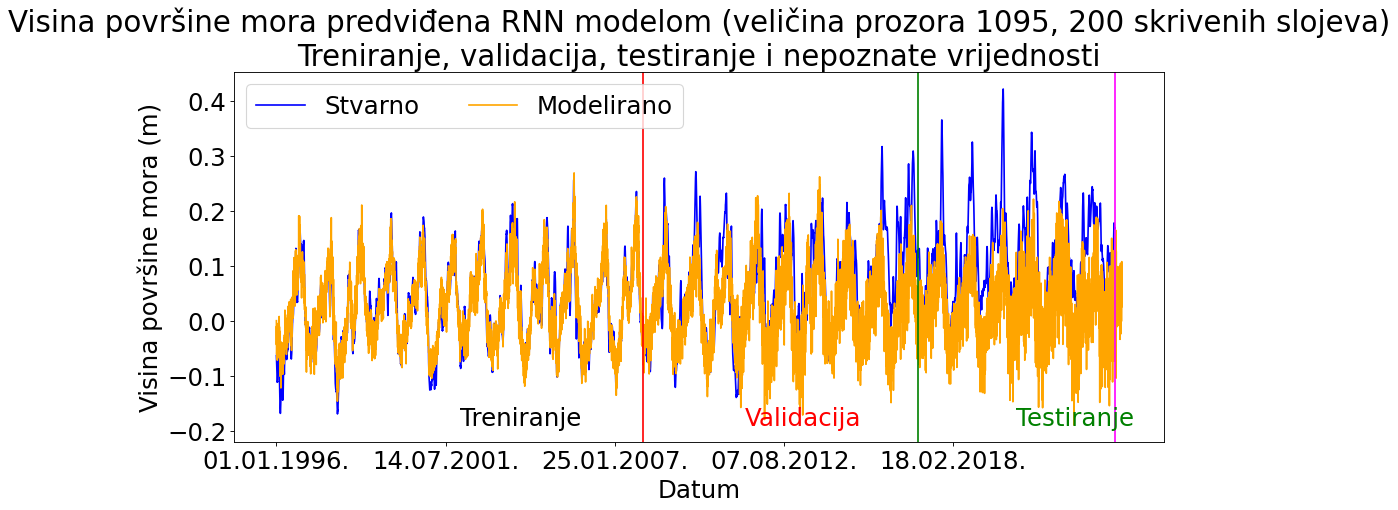 Visina površine mora predviđena RNN modelom (veličina prozora 1095, 200 skrivenih slojeva)
Treniranje, validacija, testiranje i nepoznate vrijednosti
Stvarno Modelirano
Visina površine mora (m)
0.4
0.3
0.2
0.1
0.0
−0.1
−0.2
Treniranje Validacija Testiranje
01.01.1996. 14.07.2001. 25.01.2007. 07.08.2012. 18.02.2018.
Datum